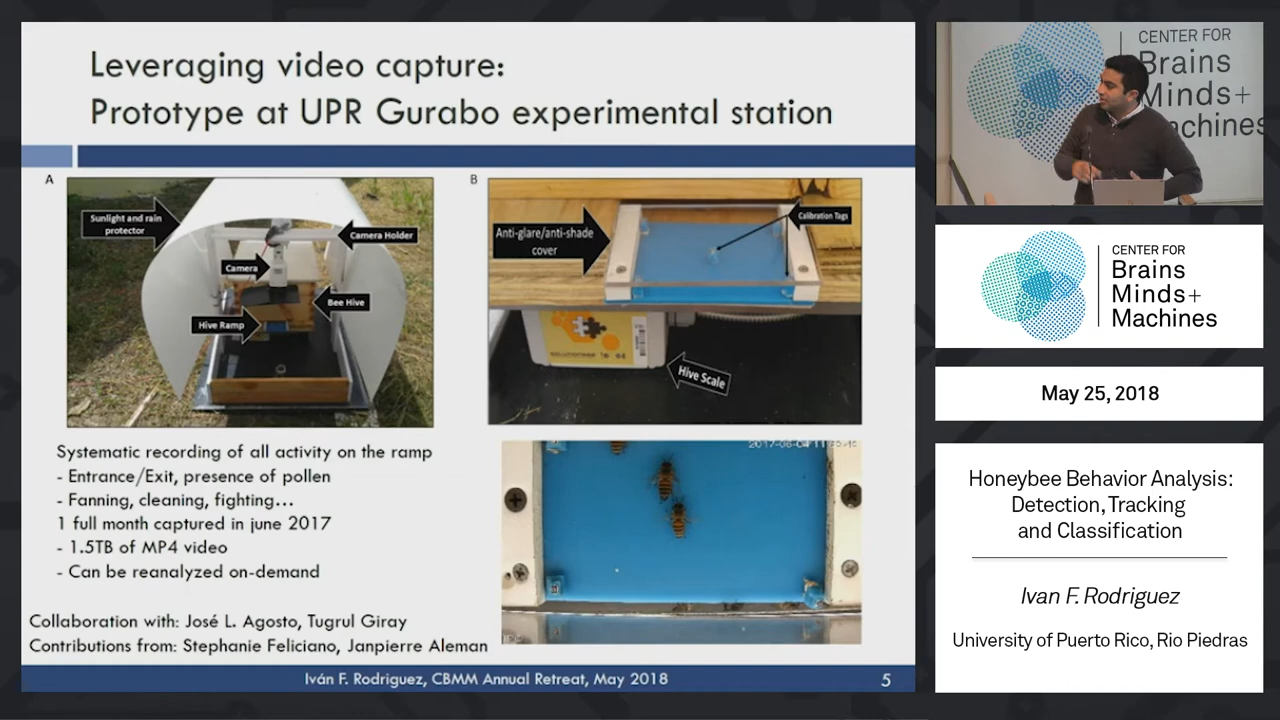 Leveraging video capture:
Prototype at UPR Gurabo experimental station
A
Sunlight and rain
protector
Camera Holder
Camera
Bee Hive
Hive Ramp
B
Anti-glare/anti-shade
cover
Calibration Tags
Hive Scale
Systematic recording of all activity on the ramp
- Entrance/Exit, presence of pollen
- Fanning, cleaning, fighting...
1 full month captured in june 2017
- 1.5TB of MP4 video
- Can be reanalyzed on-demand
Collaboration with: José L. Agosto, Tugrul Giray
Contributions from: Stephanie Feliciano, Janpierre Aleman
Iván F. Rodriguez, CBMM Annual Retreat, May 2018
5
CENTER FOR
Brains
Minds+
achines
CENTER FOR
Brains
Minds+
Machines
May 25, 2018
Honeybee Behavior Analysis:
Detection, Tracking
and Classification
Ivan F. Rodriguez
University of Puerto Rico, Rio Piedras